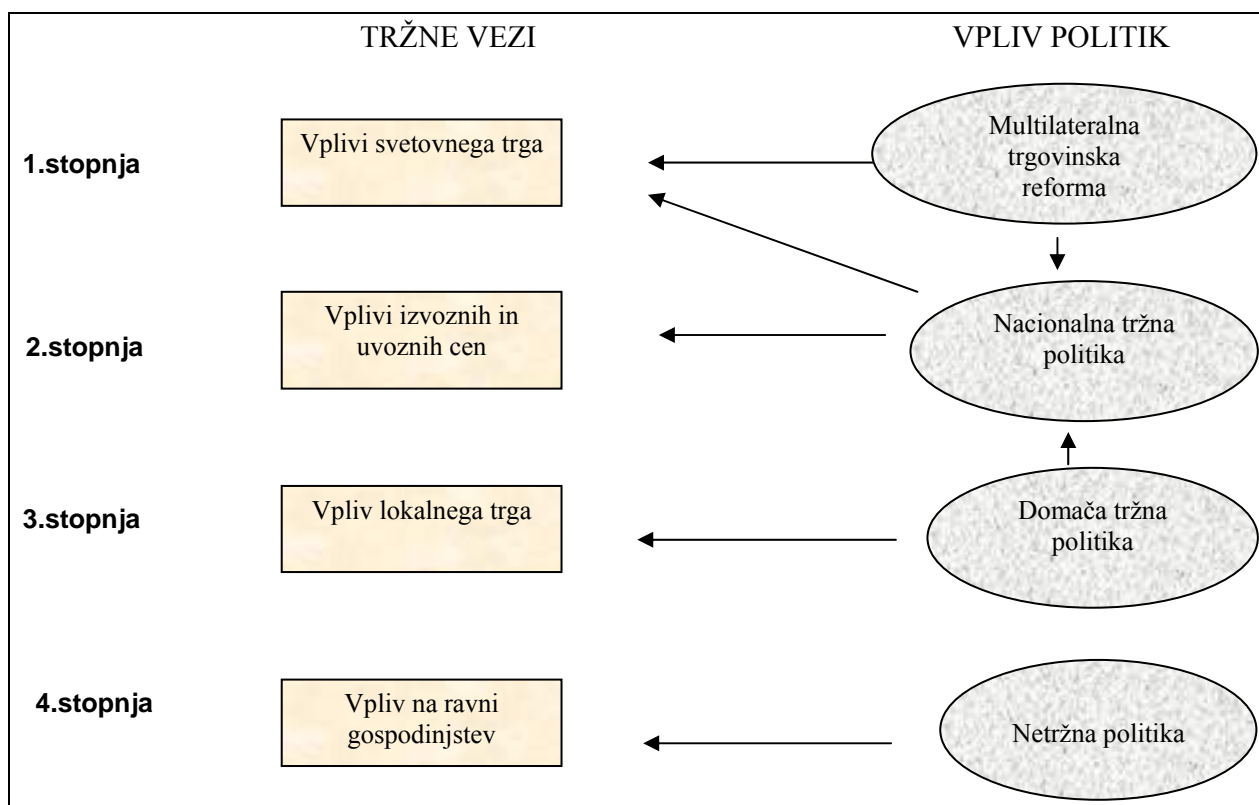 TRŽNE VEZI
VPLIV POLITIK
1.stopnja
Vplivi svetovnega trga
Multilateralna
trgovinska
reforma
2.stopnja
Vplivi izvoznih in
uvoznih cen
Nacionalna tržna
politika
3.stopnja
Vpliv lokalnega trga
Domača tržna
politika
4.stopnja
Vpliv na ravni
gospodinjstev
Netržna politika